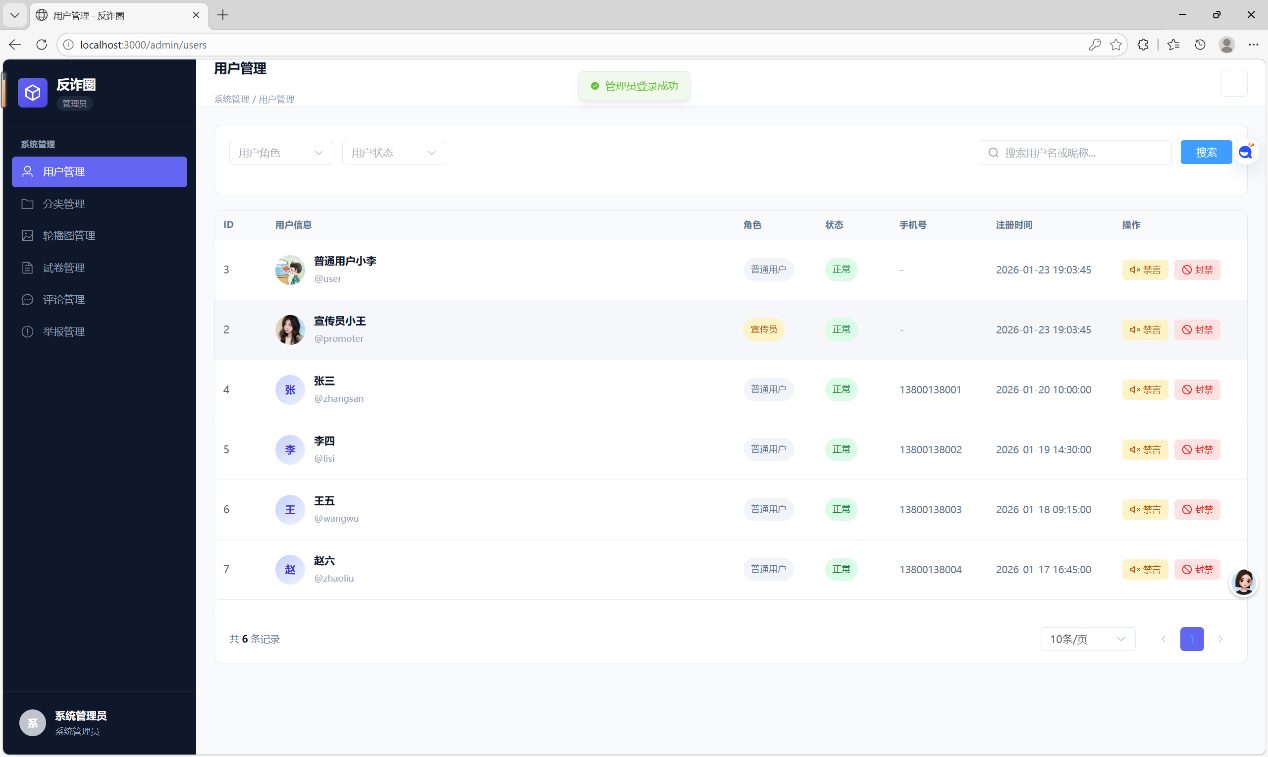 用户管理 - 反诈圈
localhost:3000/admin/users
反诈圈
管理员
系统管理
用户管理
分类管理
轮播图管理
试卷管理
评论管理
举报管理
系
系统管理员
系统管理员
用户管理
系统管理 / 用户管理
管理员登录成功
用户角色 用户状态 搜索用户名或昵称... 搜索
ID 用户信息 角色 状态 手机号 注册时间 操作
3 普通用户小李 @user 普通用户 正常 - 2026-01-23 19:03:45 禁言 封禁
2 宣传员小王 @promoter 宣传员 正常 - 2026-01-23 19:03:45 禁言 封禁
4 张 张三 @zhangsan 普通用户 正常 13800138001 2026-01-20 10:00:00 禁言 封禁
5 李 李四 @lisi 普通用户 正常 13800138002 2026-01-19 14:30:00 禁言 封禁
6 王 王五 @wangwu 普通用户 正常 13800138003 2026-01-18 09:15:00 禁言 封禁
7 赵 赵六 @zhaoliu 普通用户 正常 13800138004 2026-01-17 16:45:00 禁言 封禁
共 6 条记录 10条/页 1